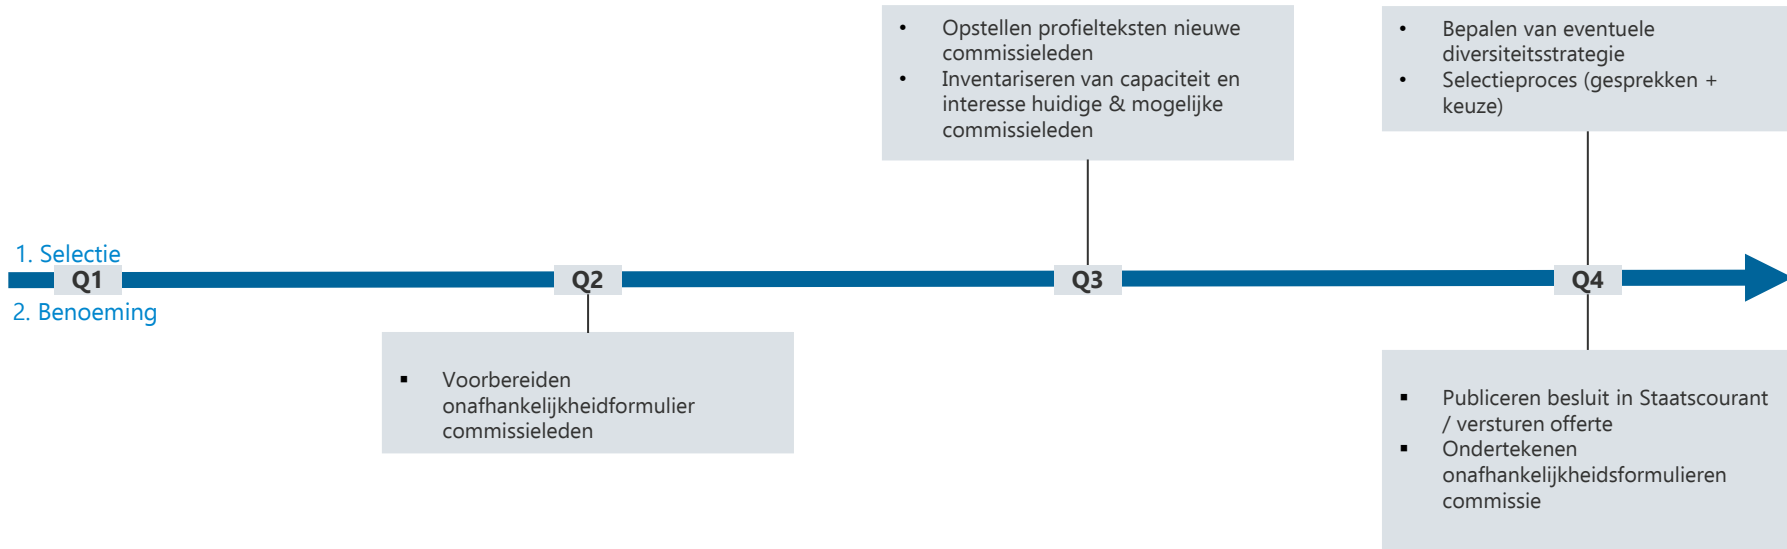 • Opstellen profielteksten nieuwe
commissieleden
• Inventariseren van capaciteit en
interesse huidige & mogelijke
commissieleden
• Bepalen van eventuele
diversiteitsstrategie
• Selectieproces (gesprekken +
keuze)
1. Selectie
Q1 Q2 Q3 Q4
2. Benoeming
▪ Voorbereiden
onafhankelijkheidformulier
commissieleden
▪ Publiceren besluit in Staatscourant
/ versturen offerte
▪ Ondertekenen
onafhankelijkheidsformulieren
commissie